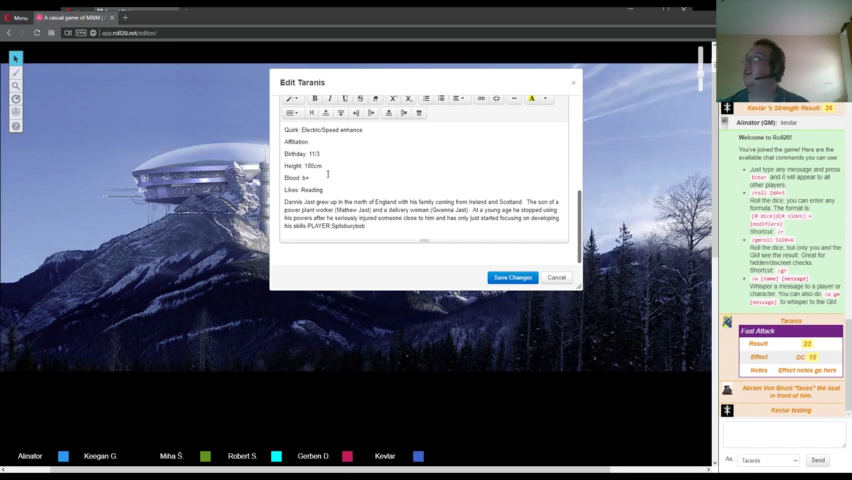 Menu
A casual game of M&M |
app.roll20.net/editor/
VPN
Edit Taranis
Quirk: Electric/Speed enhance
Affiliation
Birthday: 11/3
Height: 180cm
Blood: b+
Likes: Reading
Dennis Jast grew up in the north of England with his family coming from Ireland and Scotland. The son of a
power plant worker (Mathew Jast) and a delivery woman (Gwenna Jast). At a young age he stopped using
his powers after he seriously injured someone close to him and has only just started focusing on developing
his skills.PLAYER Spilsburybob
Save Changes
Cancel
Kevlar 's Strength Result: 26
Alinator (GM): kevlar
Welcome to Roll20!
You've joined the game! Here are the
available chat commands you can use:
Just type any message and press
Enter and it will appear to all
other players.
/roll 2d4+5
Roll the dice, you can enter any
formula. The format is:
[# dice]d[# sides] +
[modifiers]
Shortcut: /r
/gmroll 1d20+6
Roll the dice, but only you and the
GM see the result. Great for
hidden/discreet checks.
Shortcut: /gr
/w [name] [message]
Whisper a message to a player or
character. You can also do /w gm
[message] to whisper to the GM.
Taranis
Fast Attack
Result 23
Effect DC 15
Notes Effect notes go here
Abram Von Brunt "faces" the seat
in front of him.
Kevlar testing
As:
Taranis
Send
Alinator
Keegan G.
Miha Š.
Robert S.
Gerben D.
Kevlar